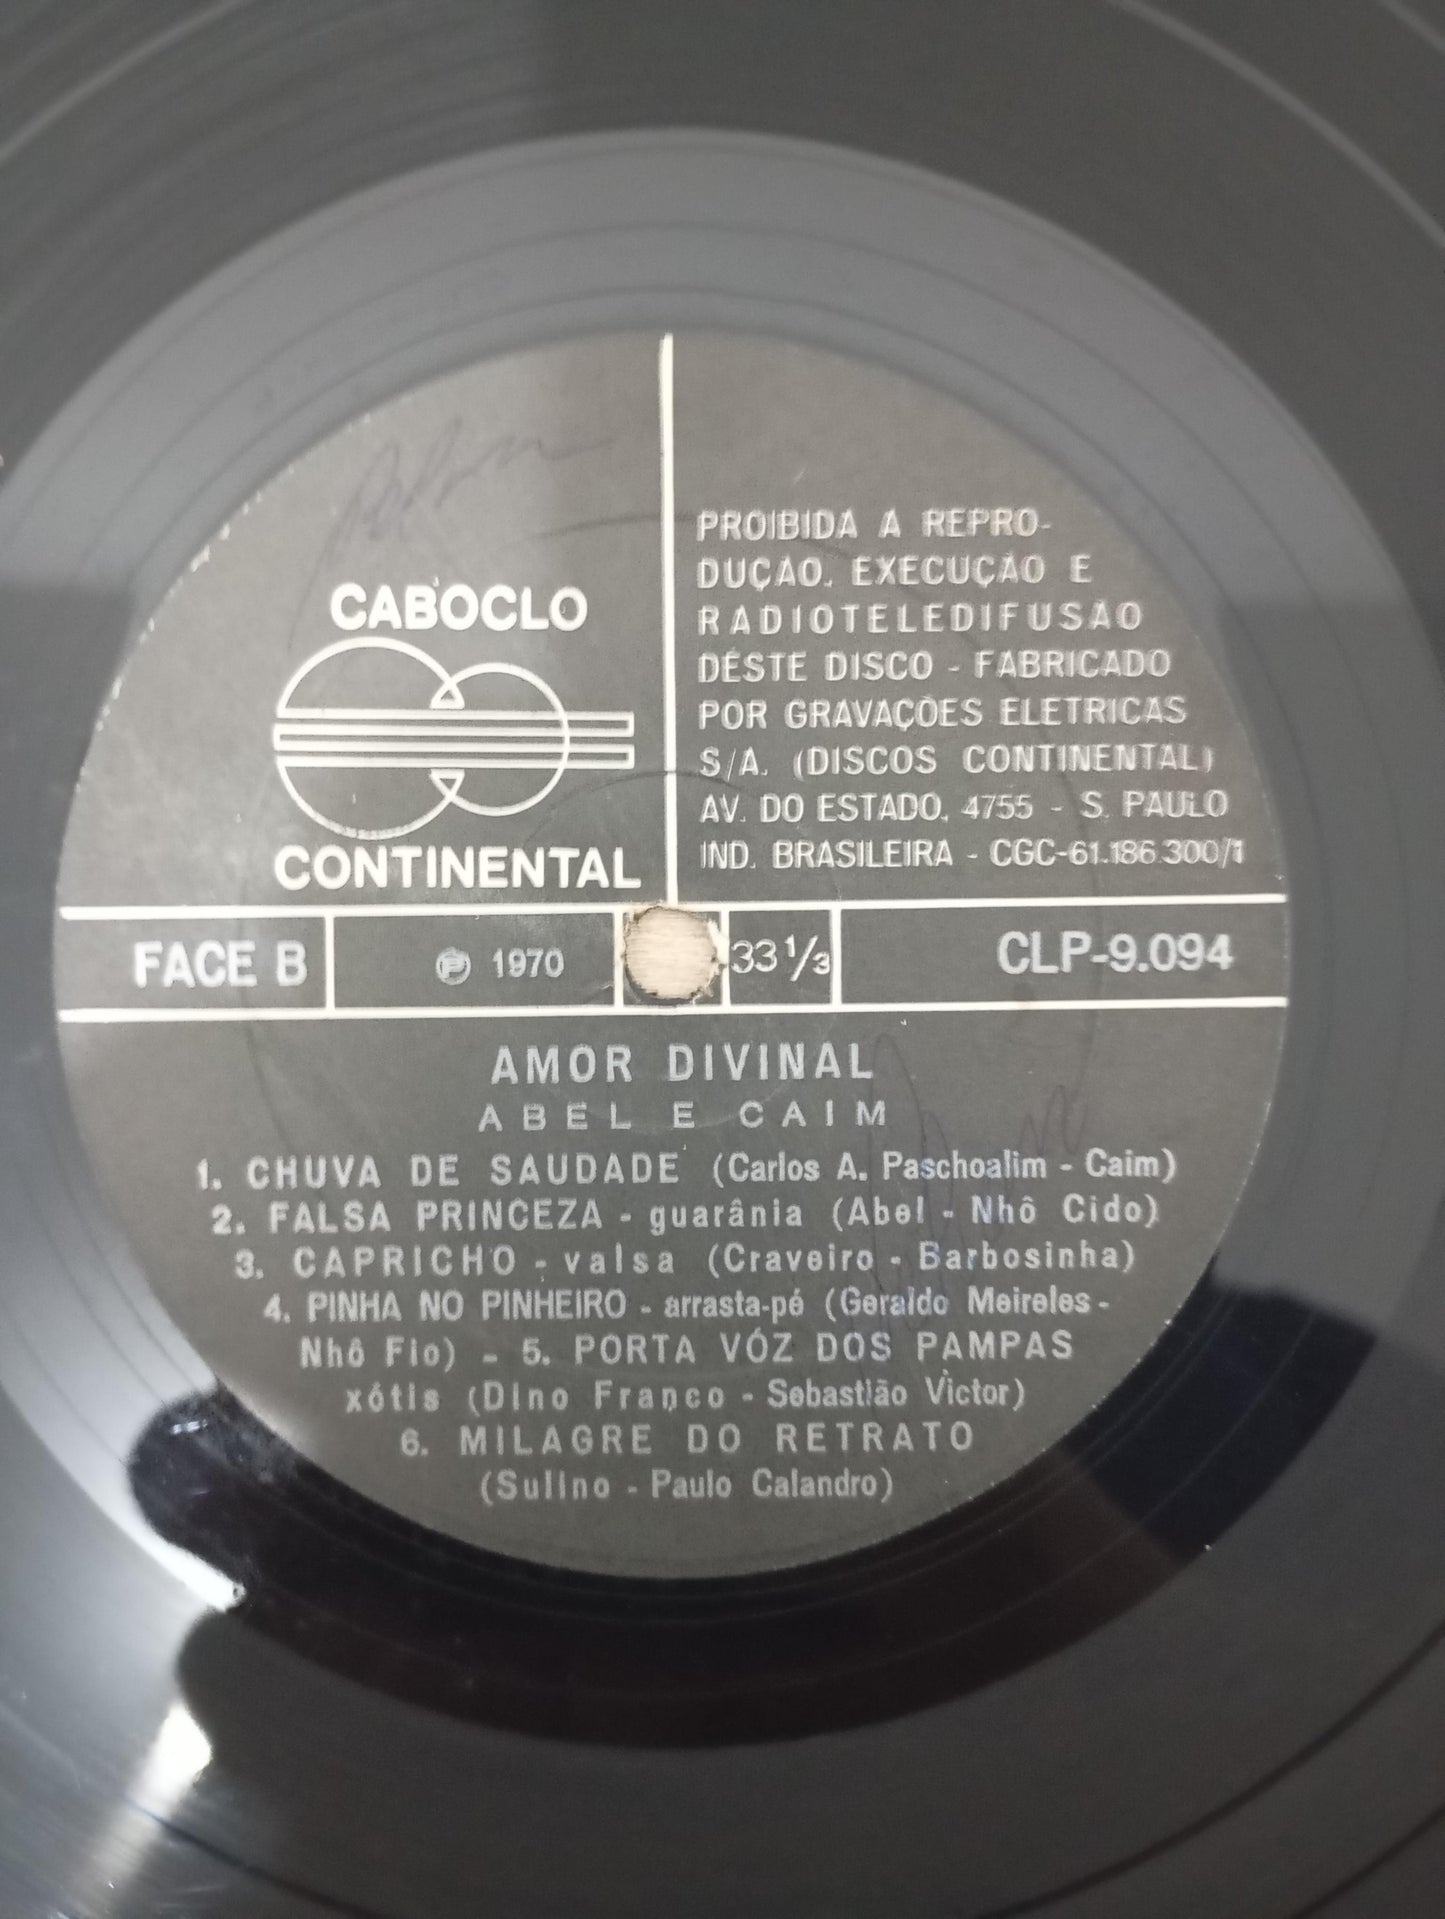 CABOCLO
CONTINENTAL
PROIBIDA A REPRO-
DUÇÃO, EXECUÇÃO E
RADIOTELEDIFUSÃO
DÊSTE DISCO - FABRICADO
POR GRAVAÇÕES ELETRICAS
S/A. (DISCOS CONTINENTAL)
AV. DO ESTADO, 4755 - S. PAULO
IND. BRASILEIRA - CGC-61.186.300/1
FACE B
Ⓟ 1970
33 1/3
CLP-9.094
AMOR DIVINAL
ABEL E CAIM
1. CHUVA DE SAUDADE (Carlos A. Paschoalim - Caim)
2. FALSA PRINCEZA - guarânia (Abel - Nhô Cido)
3. CAPRICHO - valsa (Craveiro - Barbosinha)
4. PINHA NO PINHEIRO - arrasta-pé (Geraldo Meireles -
Nhô Fio) - 5. PORTA VÓZ DOS PAMPAS
xótis (Dino Franco - Sebastião Victor)
6. MILAGRE DO RETRATO
(Sulino - Paulo Calandro)